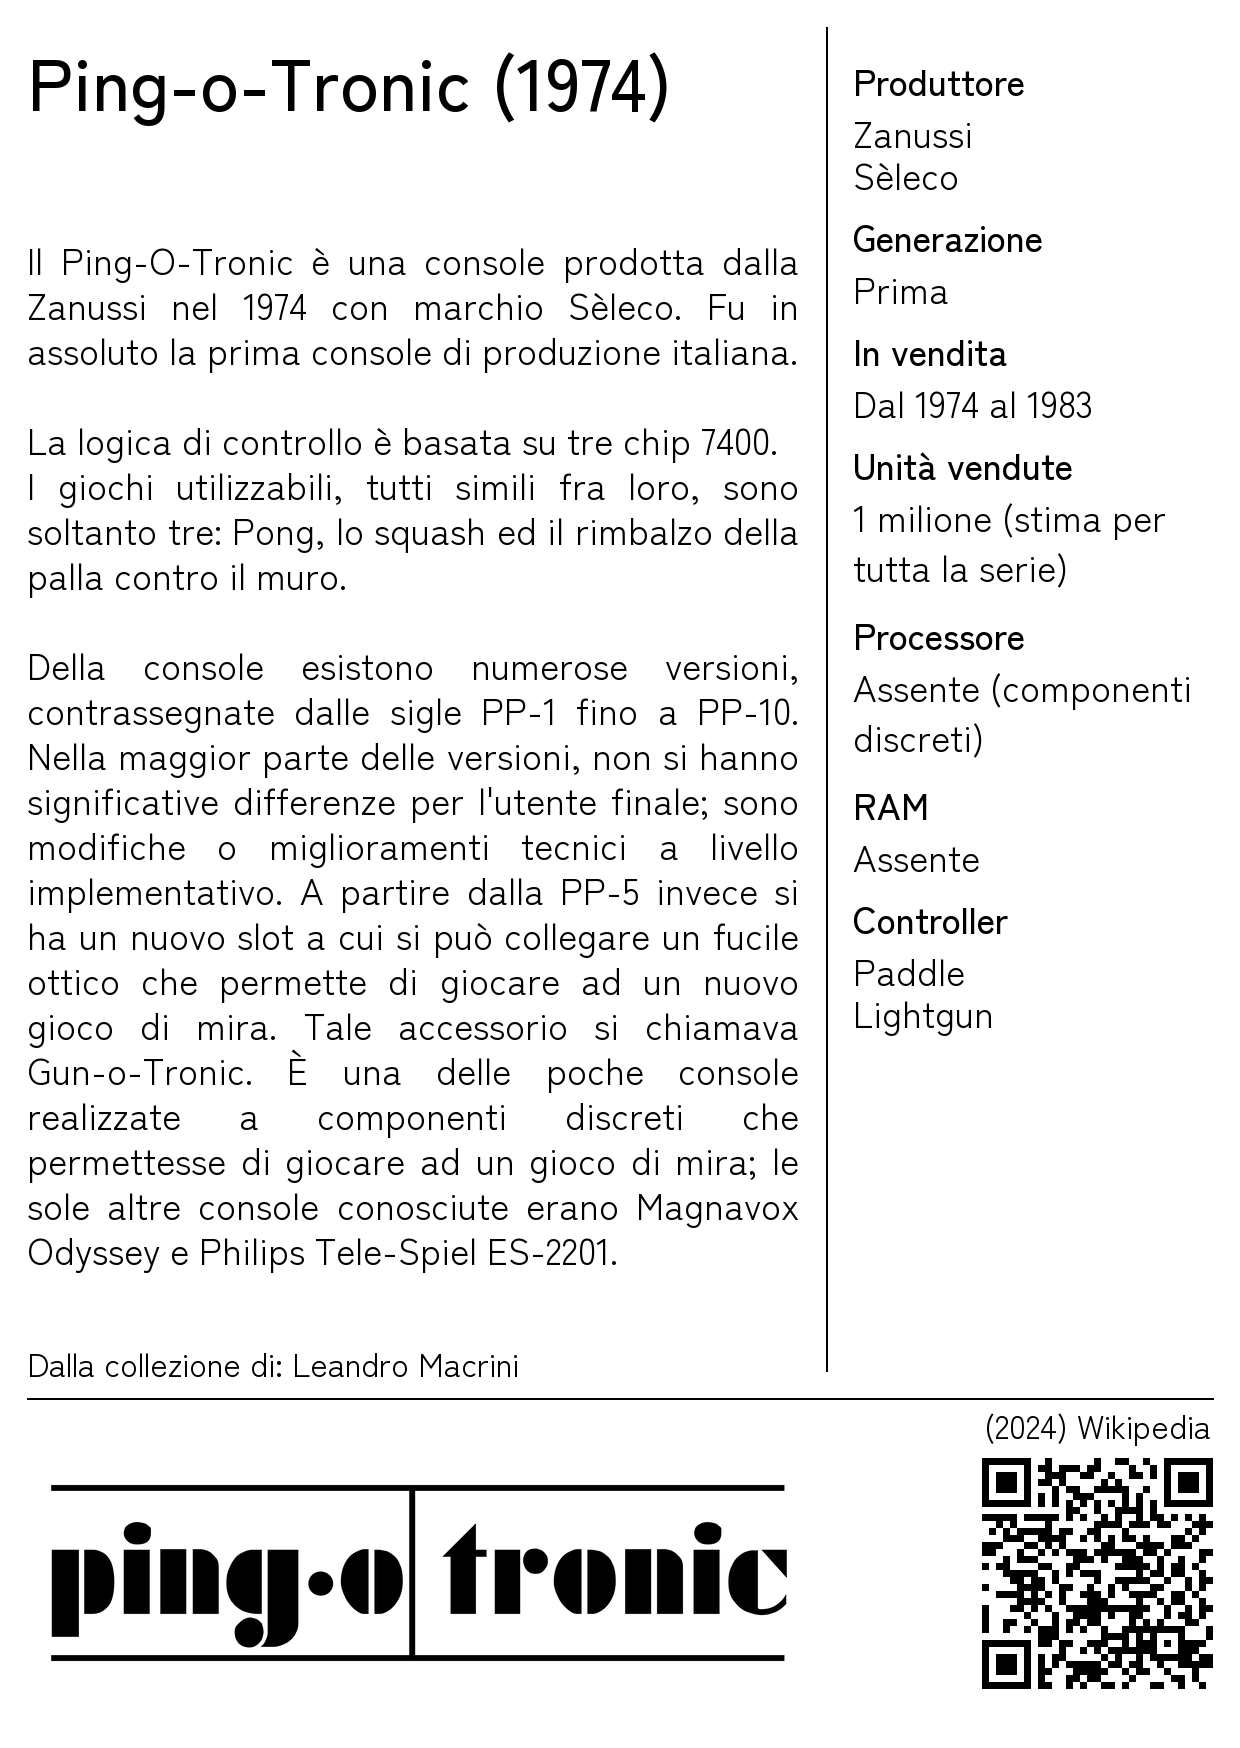 Ping-o-Tronic (1974)
Il Ping-O-Tronic è una console prodotta dalla
Zanussi nel 1974 con marchio Sèleco. Fu in
assoluto la prima console di produzione italiana.
La logica di controllo è basata su tre chip 7400.
I giochi utilizzabili, tutti simili fra loro, sono
soltanto tre: Pong, lo squash ed il rimbalzo della
palla contro il muro.
Della console esistono numerose versioni,
contrassegnate dalle sigle PP-1 fino a PP-10.
Nella maggior parte delle versioni, non si hanno
significative differenze per l'utente finale; sono
modifiche o miglioramenti tecnici a livello
implementativo. A partire dalla PP-5 invece si
ha un nuovo slot a cui si può collegare un fucile
ottico che permette di giocare ad un nuovo
gioco di mira. Tale accessorio si chiamava
Gun-o-Tronic. È una delle poche console
realizzate a componenti discreti che
permettesse di giocare ad un gioco di mira; le
sole altre console conosciute erano Magnavox
Odyssey e Philips Tele-Spiel ES-2201.
Dalla collezione di: Leandro Macrini
Produttore
Zanussi
Sèleco
Generazione
Prima
In vendita
Dal 1974 al 1983
Unità vendute
1 milione (stima per
tutta la serie)
Processore
Assente (componenti
discreti)
RAM
Assente
Controller
Paddle
Lightgun
(2024) Wikipedia
ping•o tronic